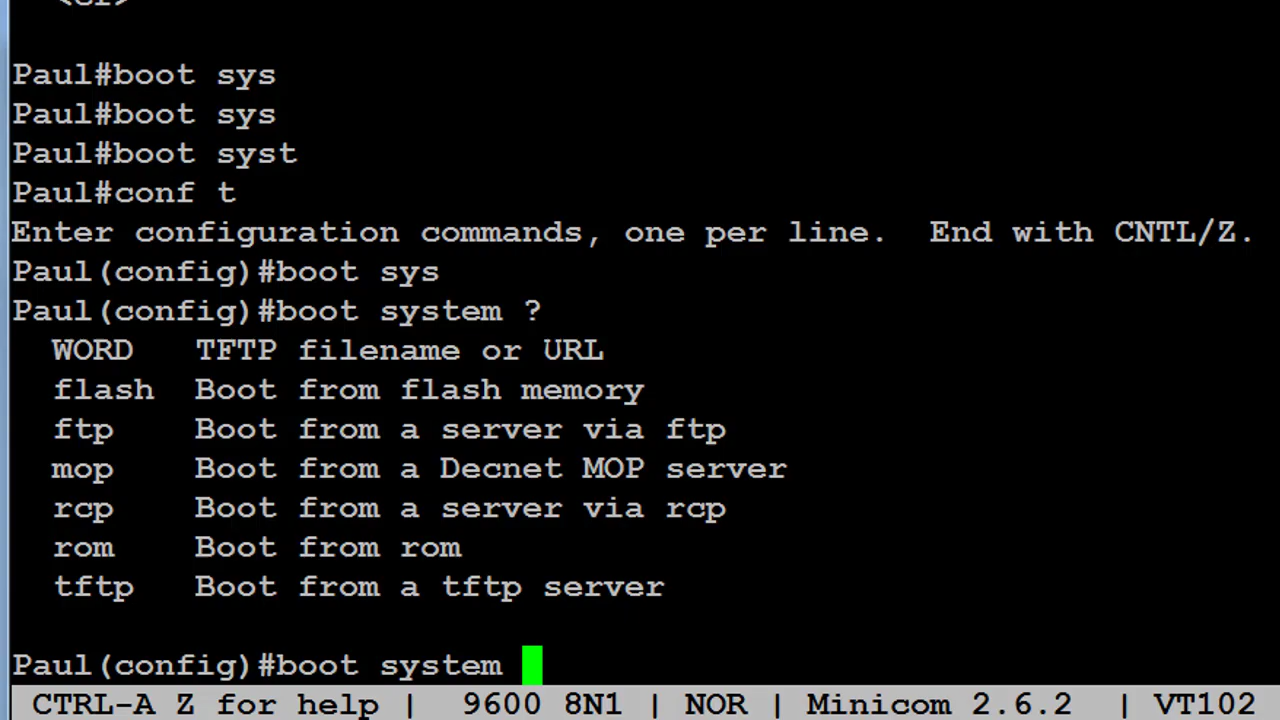 <cr>
Paul#boot sys
Paul#boot sys
Paul#boot syst
Paul#conf t
Enter configuration commands, one per line.  End with CNTL/Z.
Paul(config)#boot sys
Paul(config)#boot system ?
  WORD   TFTP filename or URL
  flash  Boot from flash memory
  ftp    Boot from a server via ftp
  mop    Boot from a Decnet MOP server
  rcp    Boot from a server via rcp
  rom    Boot from rom
  tftp   Boot from a tftp server
Paul(config)#boot system
CTRL-A Z for help |  9600 8N1 | NOR | Minicom 2.6.2  | VT102